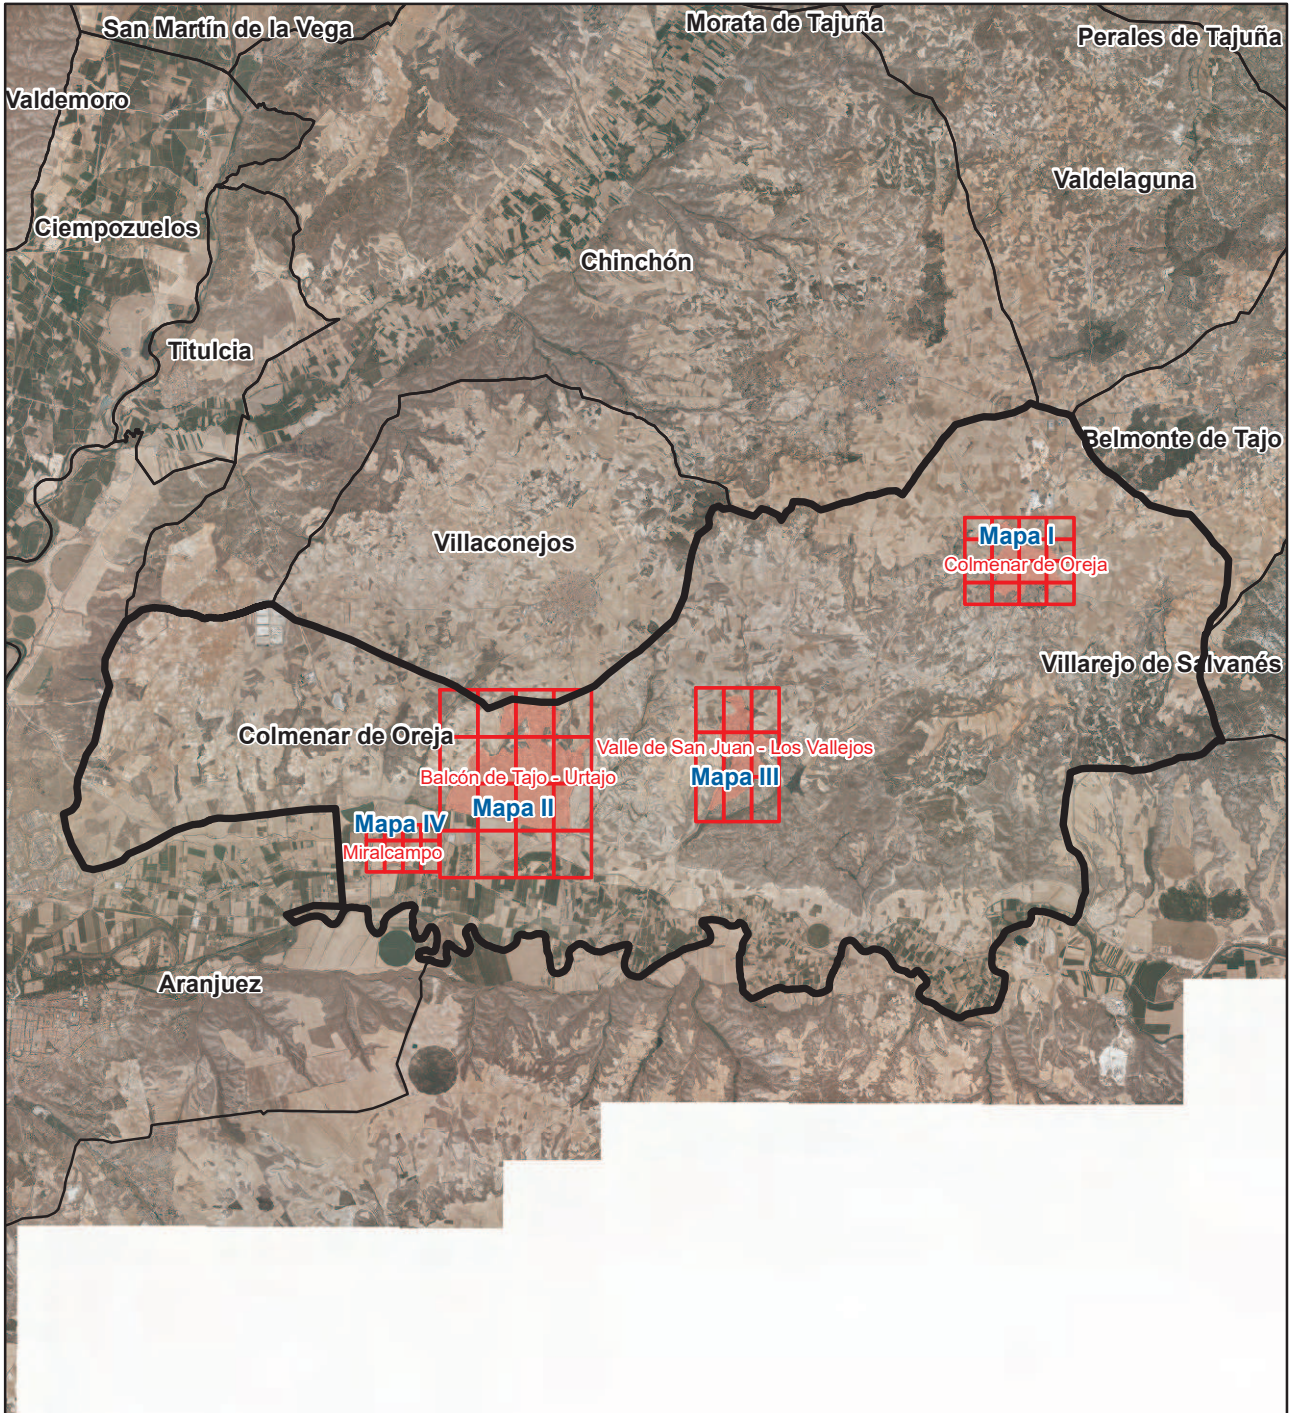 San Martín de la Vega
Morata de Tajuña
Perales de Tajuña
Valdemoro
Valdelaguna
Ciempozuelos
Chinchón
Titulcia
Belmonte de Tajo
Villaconejos
Mapa I
Colmenar de Oreja
Villarejo de Salvanés
Colmenar de Oreja
Valle de San Juan - Los Vallejos
Balcón de Tajo - Urtajo
Mapa III
Mapa II
Mapa IV
Miralcampo
Aranjuez